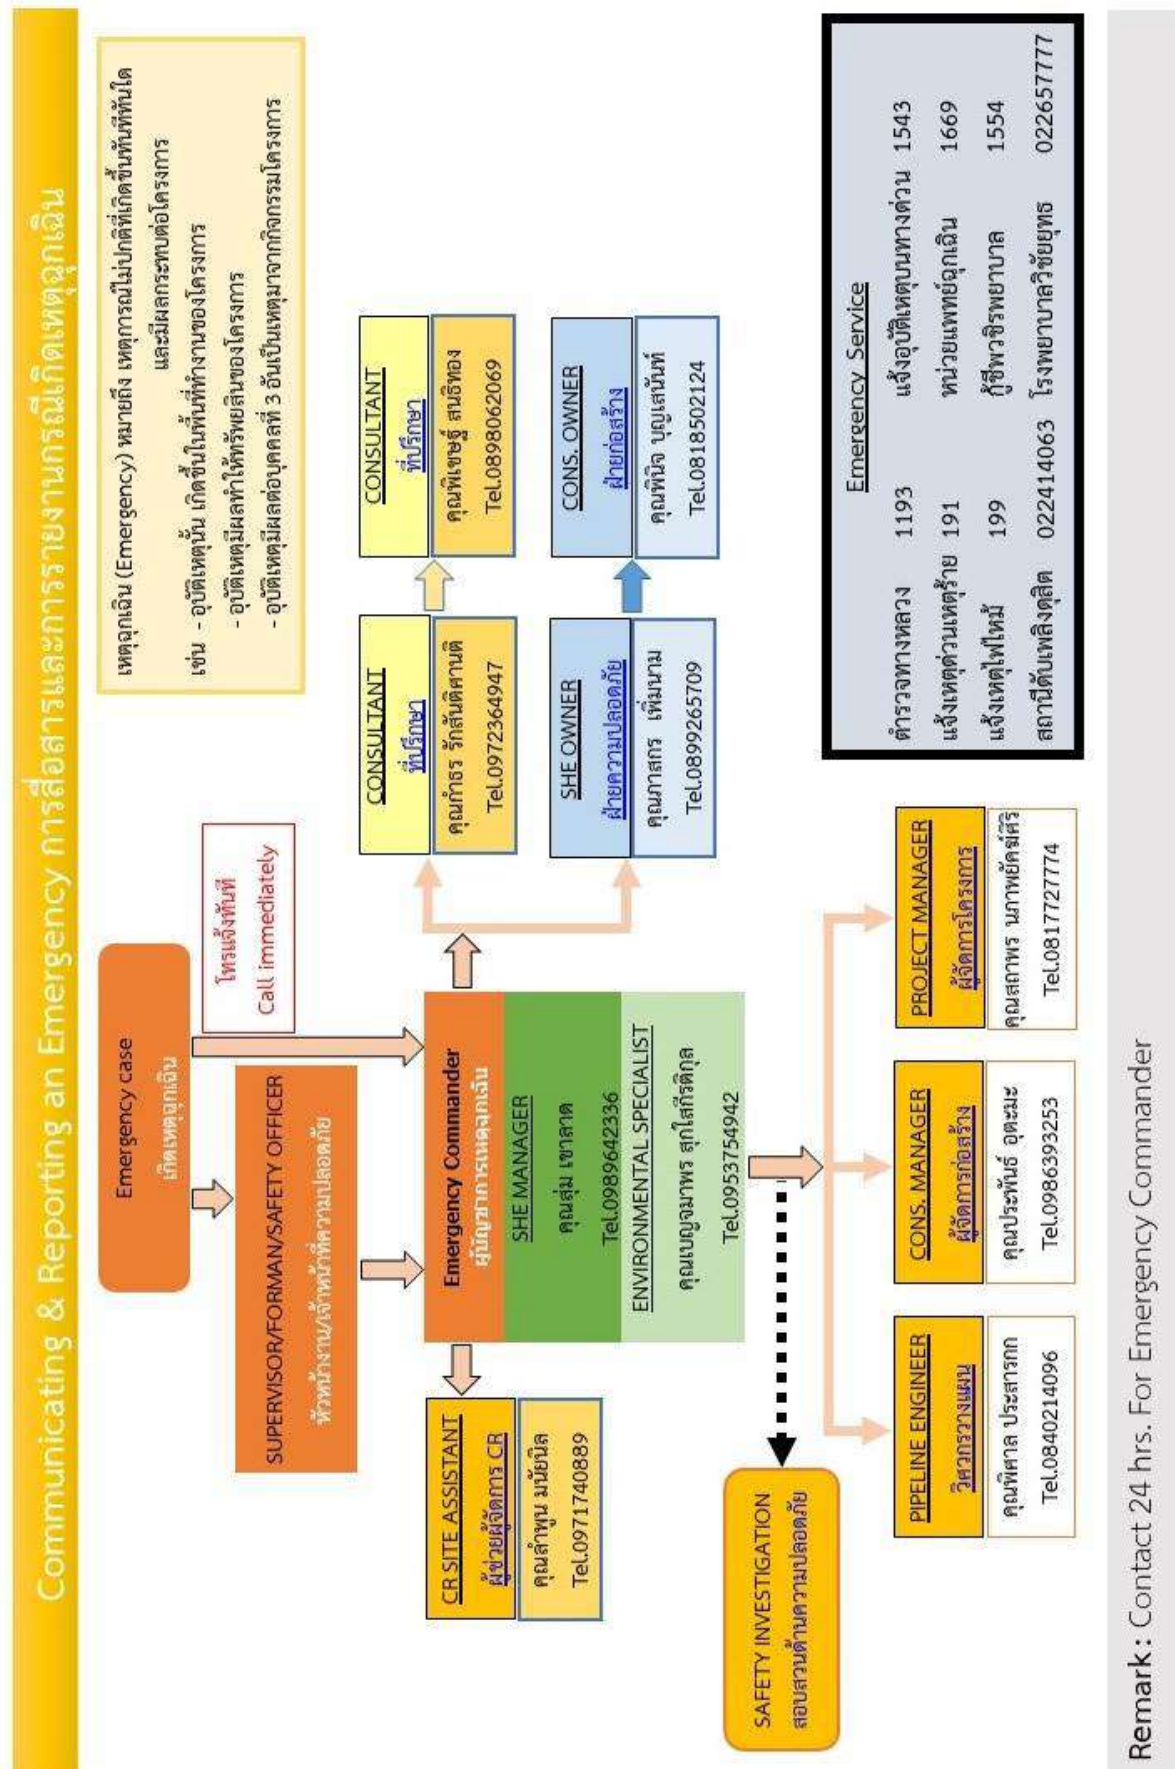 Communicating & Reporting an Emergency การสื่อสารและการรายงานกรณีเกิดเหตุฉุกเฉิน
เหตุฉุกเฉิน (Emergency) หมายถึง เหตุการณ์ไม่ปกติที่เกิดขึ้นทันทีทันใด
และมีผลกระทบต่อโครงการ
เช่น - อุบัติเหตุนั้น เกิดขึ้นในพื้นที่ทำงานของโครงการ
- อุบัติเหตุมีผลทำให้ทรัพย์สินของโครงการ
- อุบัติเหตุมีผลต่อบุคคลที่ 3 อันเป็นเหตุมาจากกิจกรรมโครงการ
Emergency case
เกิดเหตุฉุกเฉิน
โทรแจ้งทันที
Call immediately
SUPERVISOR/FORMAN/SAFETY OFFICER
หัวหน้างาน/เจ้าหน้าที่ความปลอดภัย
Emergency Commander
ผู้บัญชาการเหตุฉุกเฉิน
SHE MANAGER
คุณสุ่ม เขาลาด
Tel.0989642336
ENVIRONMENTAL SPECIALIST
คุณเบญจมาพร สุกใสกีรติกุล
Tel.0953754942
CR SITE ASSISTANT
ผู้ช่วยผู้จัดการ CR
คุณลำพูน มนัยนิล
Tel.0971740889
CONSULTANT
ที่ปรึกษา
คุณกำธร รักสันติศานติ
Tel.0972364947
CONSULTANT
ที่ปรึกษา
คุณพิเชษฐ์ สนธิทอง
Tel.0898062069
SHE OWNER
ฝ่ายความปลอดภัย
คุณภาสกร เพิ่มนาม
Tel.0899265709
CONS. OWNER
ฝ่ายก่อสร้าง
คุณพินิจ บุญเสนันท์
Tel.0818502124
SAFETY INVESTIGATION
สอบสวนด้านความปลอดภัย
PIPELINE ENGINEER
วิศวกรวางแผน
คุณพิศาล ประสารกก
Tel.0840214096
CONS. MANAGER
ผู้จัดการก่อสร้าง
คุณประพันธ์ อุตะมะ
Tel.0986393253
PROJECT MANAGER
ผู้จัดการโครงการ
คุณสถาพร นภาพยัคฆ์ศิริ
Tel.0817727774
Emergency Service
ตำรวจทางหลวง 1193 แจ้งอุบัติเหตุบนทางด่วน 1543
แจ้งเหตุด่วนเหตุร้าย 191 หน่วยแพทย์ฉุกเฉิน 1669
แจ้งเหตุไฟไหม้ 199 กู้ชีพวชิรพยาบาล 1554
สถานีดับเพลิงดุสิต 022414063 โรงพยาบาลวิชัยยุทธ 022657777
Remark : Contact 24 hrs. For Emergency Commander